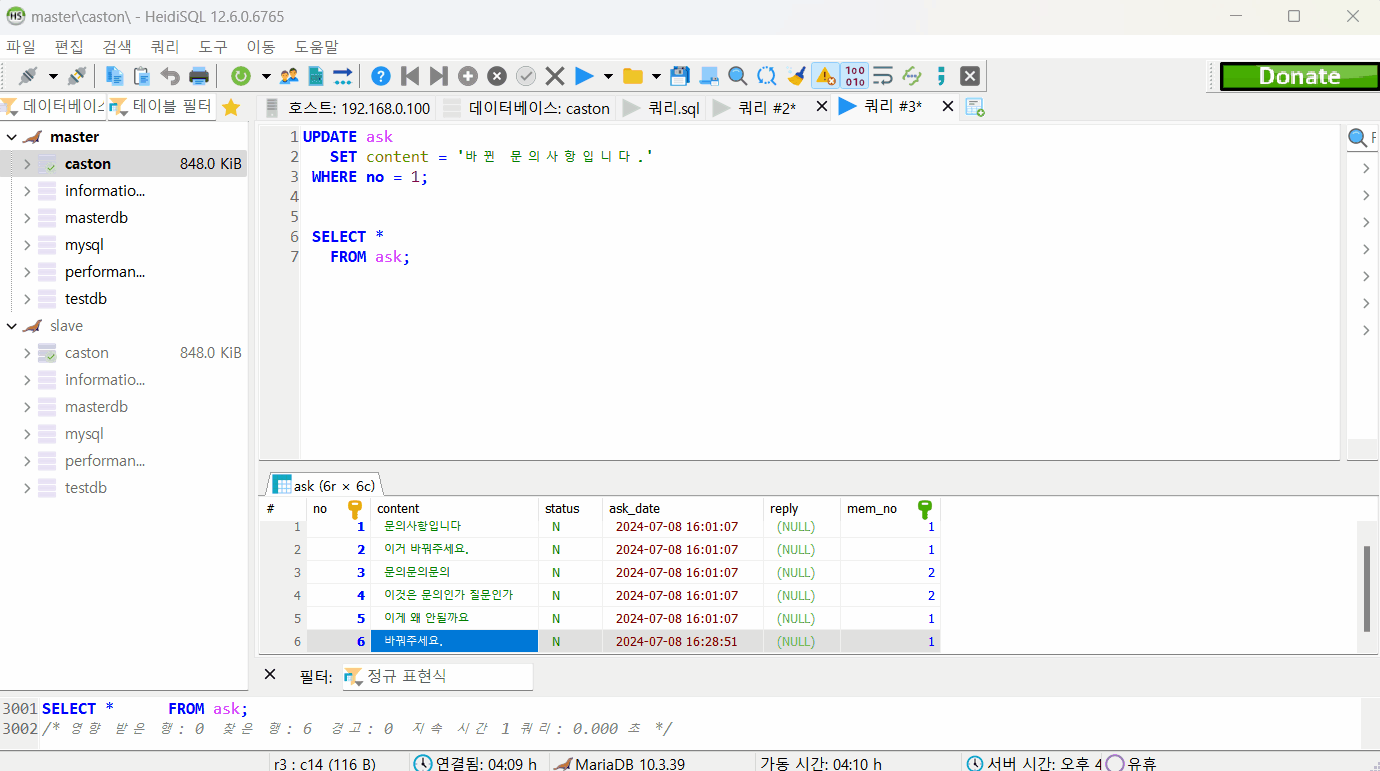 master\caston\ - HeidiSQL 12.6.0.6765
파일 편집 검색 쿼리 도구 이동 도움말
Donate
데이터베이스 테이블 필터 호스트: 192.168.0.100 데이터베이스: caston 쿼리.sql 쿼리 #2* 쿼리 #3*
master
caston 848.0 KiB
informatio...
masterdb
mysql
performan...
testdb
slave
caston 848.0 KiB
informatio...
masterdb
mysql
performan...
testdb
1 UPDATE ask
2 SET content = '바뀐 문의사항입니다.'
3 WHERE no = 1;
4
5
6 SELECT *
7 FROM ask;
ask (6r × 6c)
# no content status ask_date reply mem_no
1 1 문의사항입니다 N 2024-07-08 16:01:07 (NULL) 1
2 2 이거 바꿔주세요. N 2024-07-08 16:01:07 (NULL) 1
3 3 문의문의문의 N 2024-07-08 16:01:07 (NULL) 2
4 4 이것은 문의인가 질문인가 N 2024-07-08 16:01:07 (NULL) 2
5 5 이게 왜 안될까요 N 2024-07-08 16:01:07 (NULL) 1
6 6 바꿔주세요. N 2024-07-08 16:28:51 (NULL) 1
필터: 정규 표현식
3001 SELECT * FROM ask;
3002 /* 영향 받은 행: 0 찾은 행: 6 경고: 0 지속 시간 1 쿼리: 0.000 초 */
r3 : c14 (116 B) 연결됨: 04:09 h MariaDB 10.3.39 가동 시간: 04:10 h 서버 시간: 오후 4 유휴